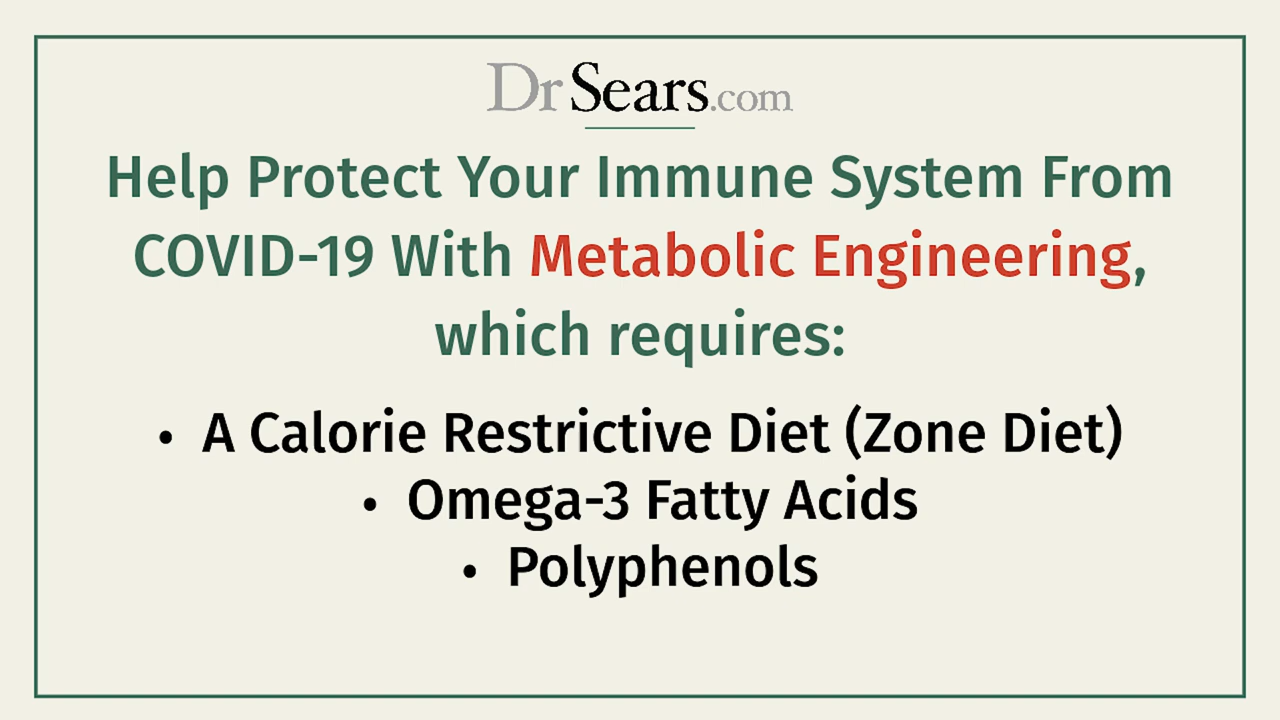 DrSears.com
Help Protect Your Immune System From
COVID-19 With Metabolic Engineering,
which requires:
• A Calorie Restrictive Diet (Zone Diet)
• Omega-3 Fatty Acids
• Polyphenols